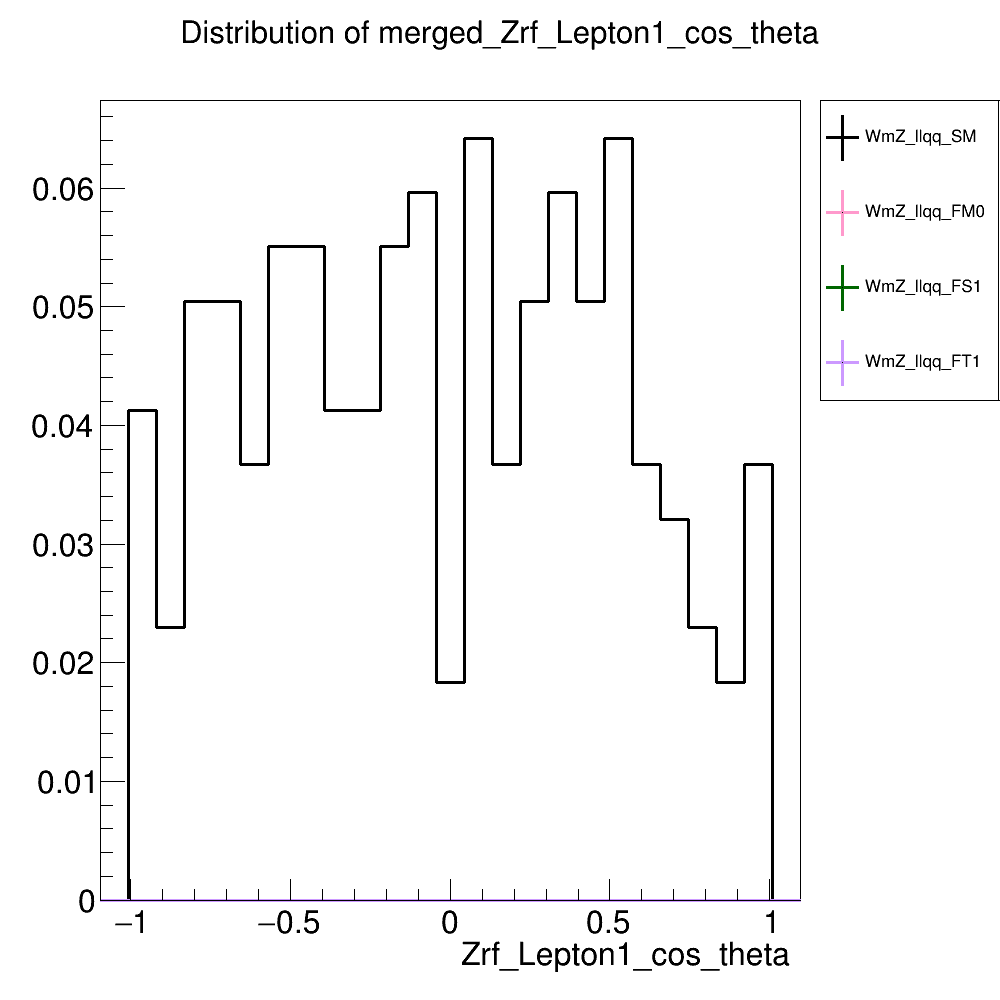 Distribution of merged_Zrf_Lepton1_cos_theta
WmZ_llqq_SM
WmZ_llqq_FM0
WmZ_llqq_FS1
WmZ_llqq_FT1
0.06
0.05
0.04
0.03
0.02
0.01
0
−1
−0.5
0
0.5
1
Zrf_Lepton1_cos_theta